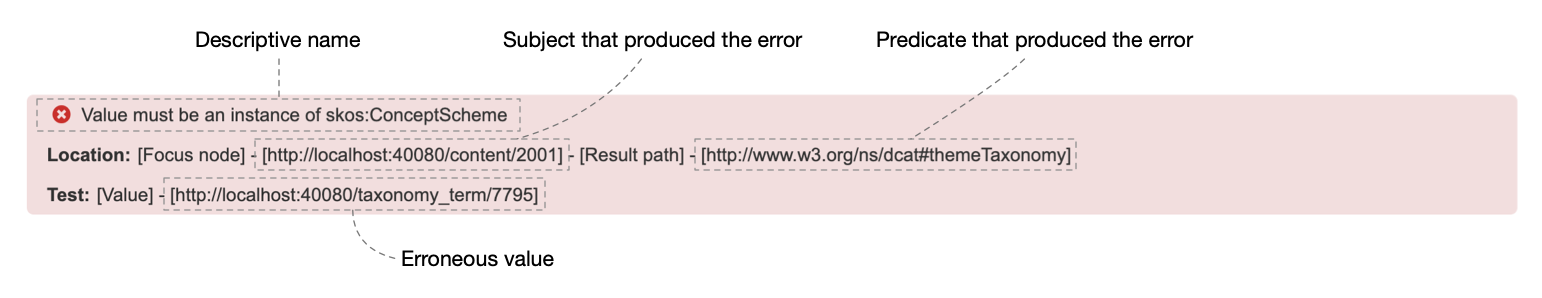 Descriptive name Subject that produced the error Predicate that produced the error
Value must be an instance of skos:ConceptScheme
Location: [Focus node] - [http://localhost:40080/content/2001] - [Result path] - [http://www.w3.org/ns/dcat#themeTaxonomy]
Test: [Value] - [http://localhost:40080/taxonomy_term/7795]
Erroneous value